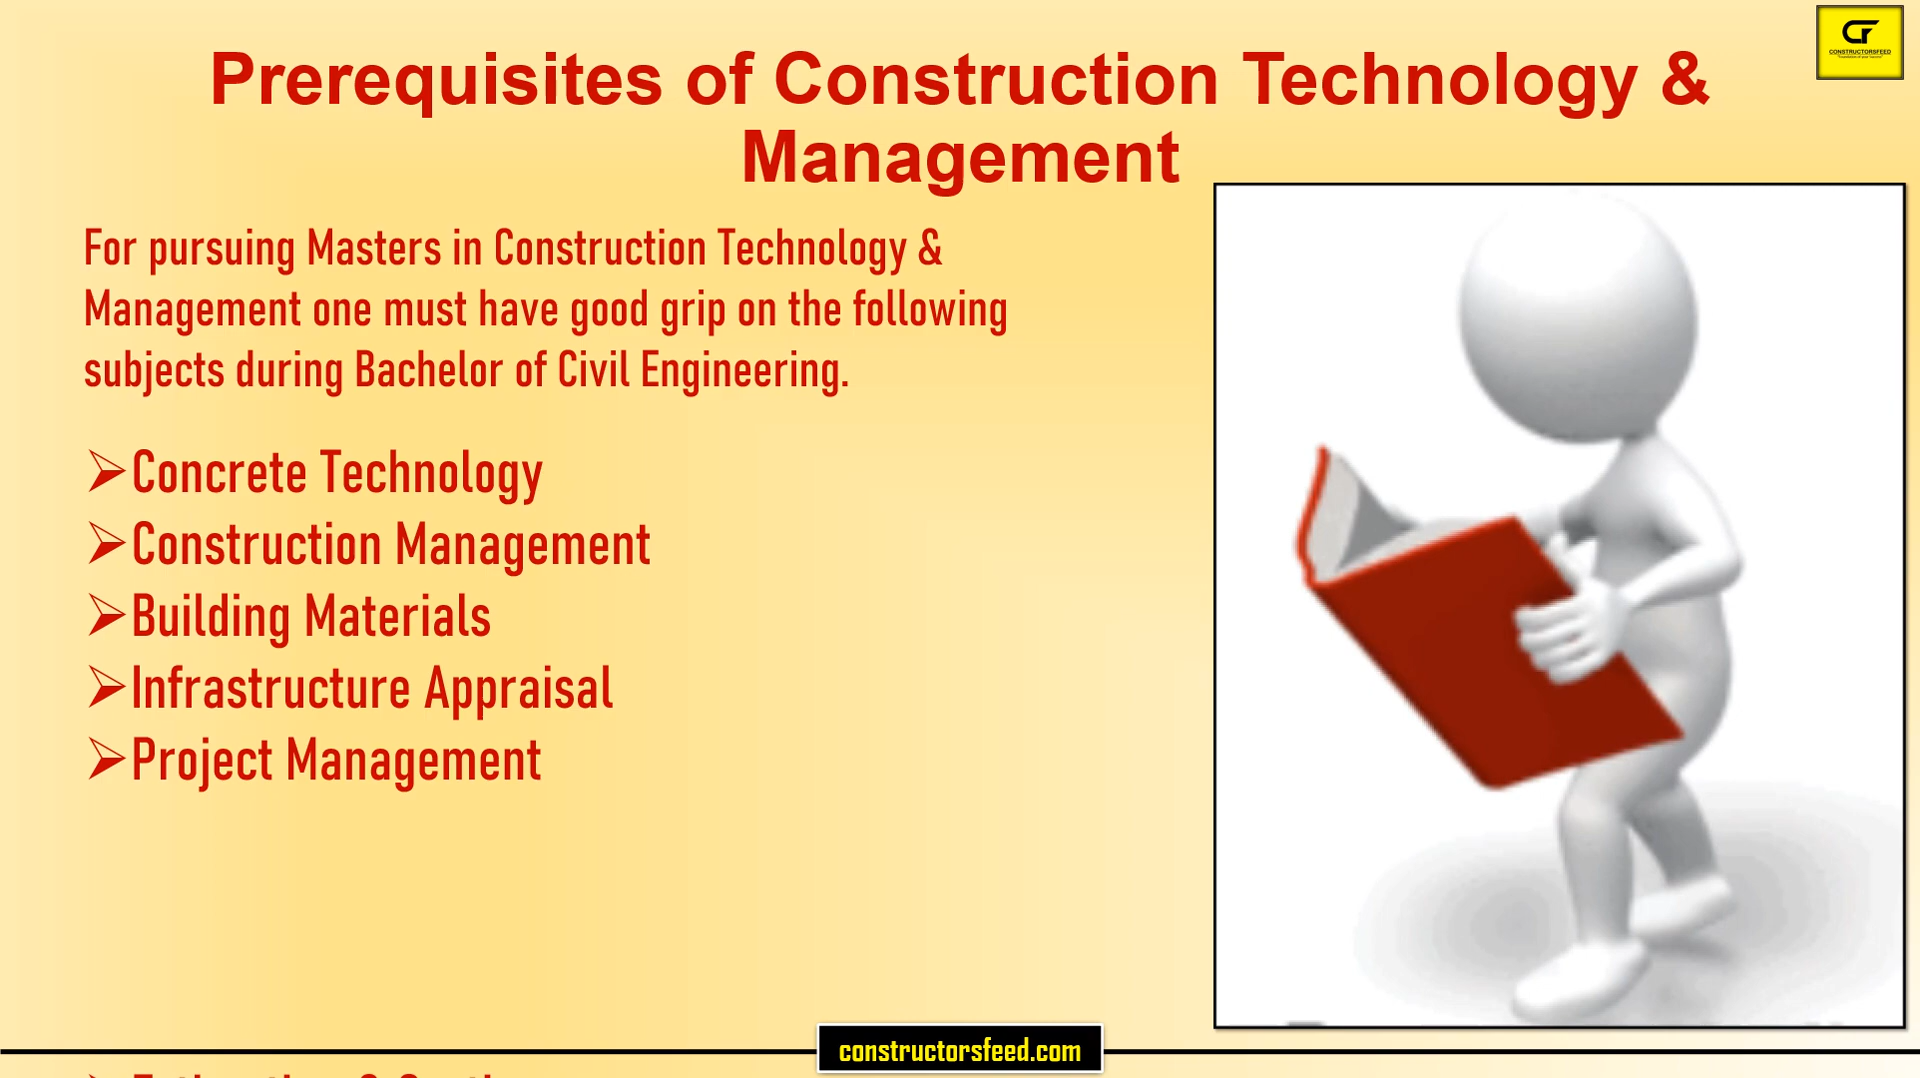 CONSTRUCTORSFEED
Prerequisites of Construction Technology &
Management
For pursuing Masters in Construction Technology &
Management one must have good grip on the following
subjects during Bachelor of Civil Engineering.
Concrete Technology
Construction Management
Building Materials
Infrastructure Appraisal
Project Management
constructorsfeed.com